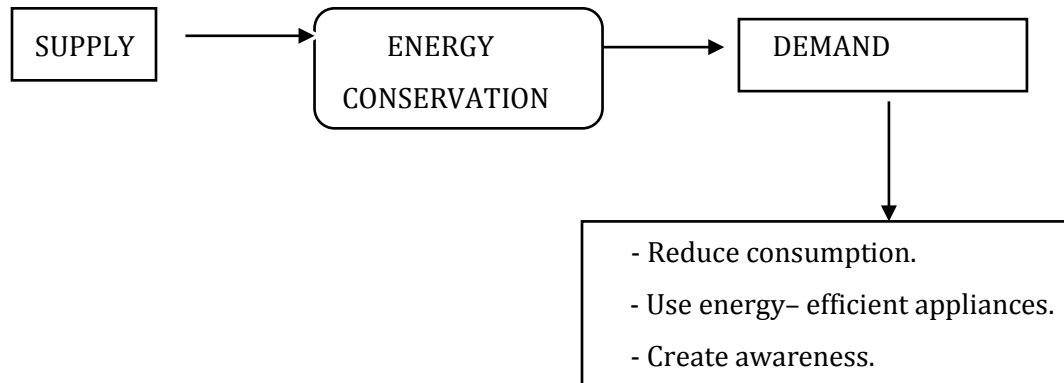 SUPPLY
ENERGY
CONSERVATION
DEMAND
- Reduce consumption.
- Use energy– efficient appliances.
- Create awareness.